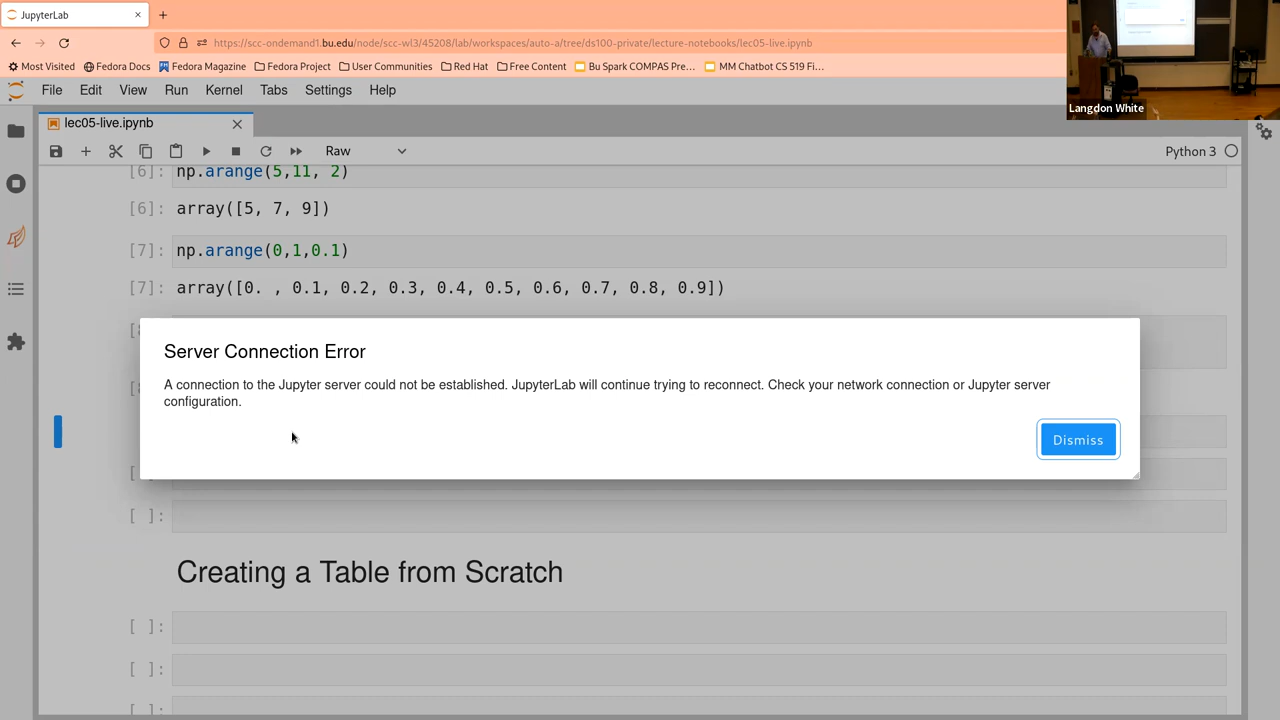 JupyterLab
https://scc-ondemand1.bu.edu/node/scc-wl3/45208/lab/workspaces/auto-a/tree/ds100-private/lecture-notebooks/lec05-live.ipynb
Most Visited Fedora Docs Fedora Magazine Fedora Project User Communities Red Hat Free Content Bu Spark COMPAS Pre... MM Chatbot CS 519 Fi...
File Edit View Run Kernel Tabs Settings Help
Langdon White
lec05-live.ipynb
Raw Python 3
[6]: np.arange(5,11, 2)
[6]: array([5, 7, 9])
[7]: np.arange(0,1,0.1)
[7]: array([0. , 0.1, 0.2, 0.3, 0.4, 0.5, 0.6, 0.7, 0.8, 0.9])
Server Connection Error
A connection to the Jupyter server could not be established. JupyterLab will continue trying to reconnect. Check your network connection or Jupyter server
configuration.
Dismiss
[ ]:
Creating a Table from Scratch
[ ]:
[ ]:
[ ]: